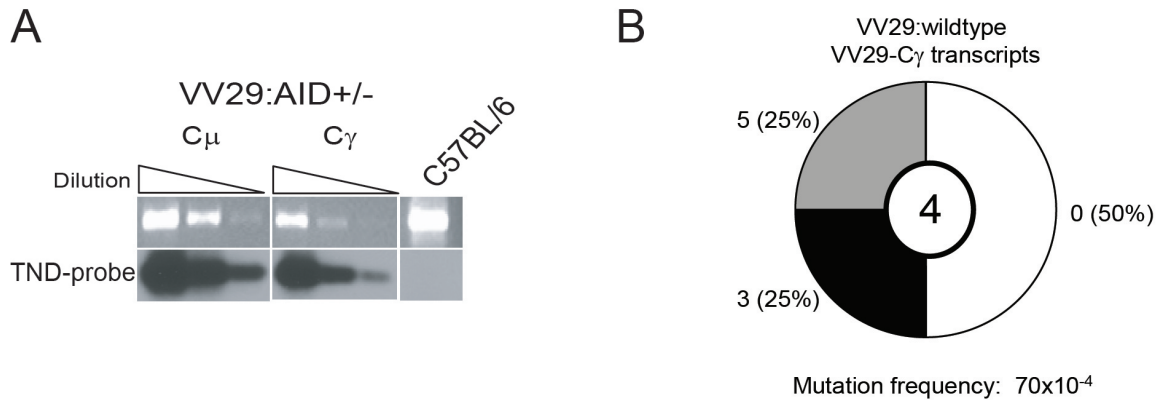 A
VV29:AID+/-
Cμ
Cγ
C57BL/6
Dilution
TND-probe
B
VV29:wildtype
VV29-Cγ transcripts
5 (25%)
4
0 (50%)
3 (25%)
Mutation frequency: 70x10⁻⁴